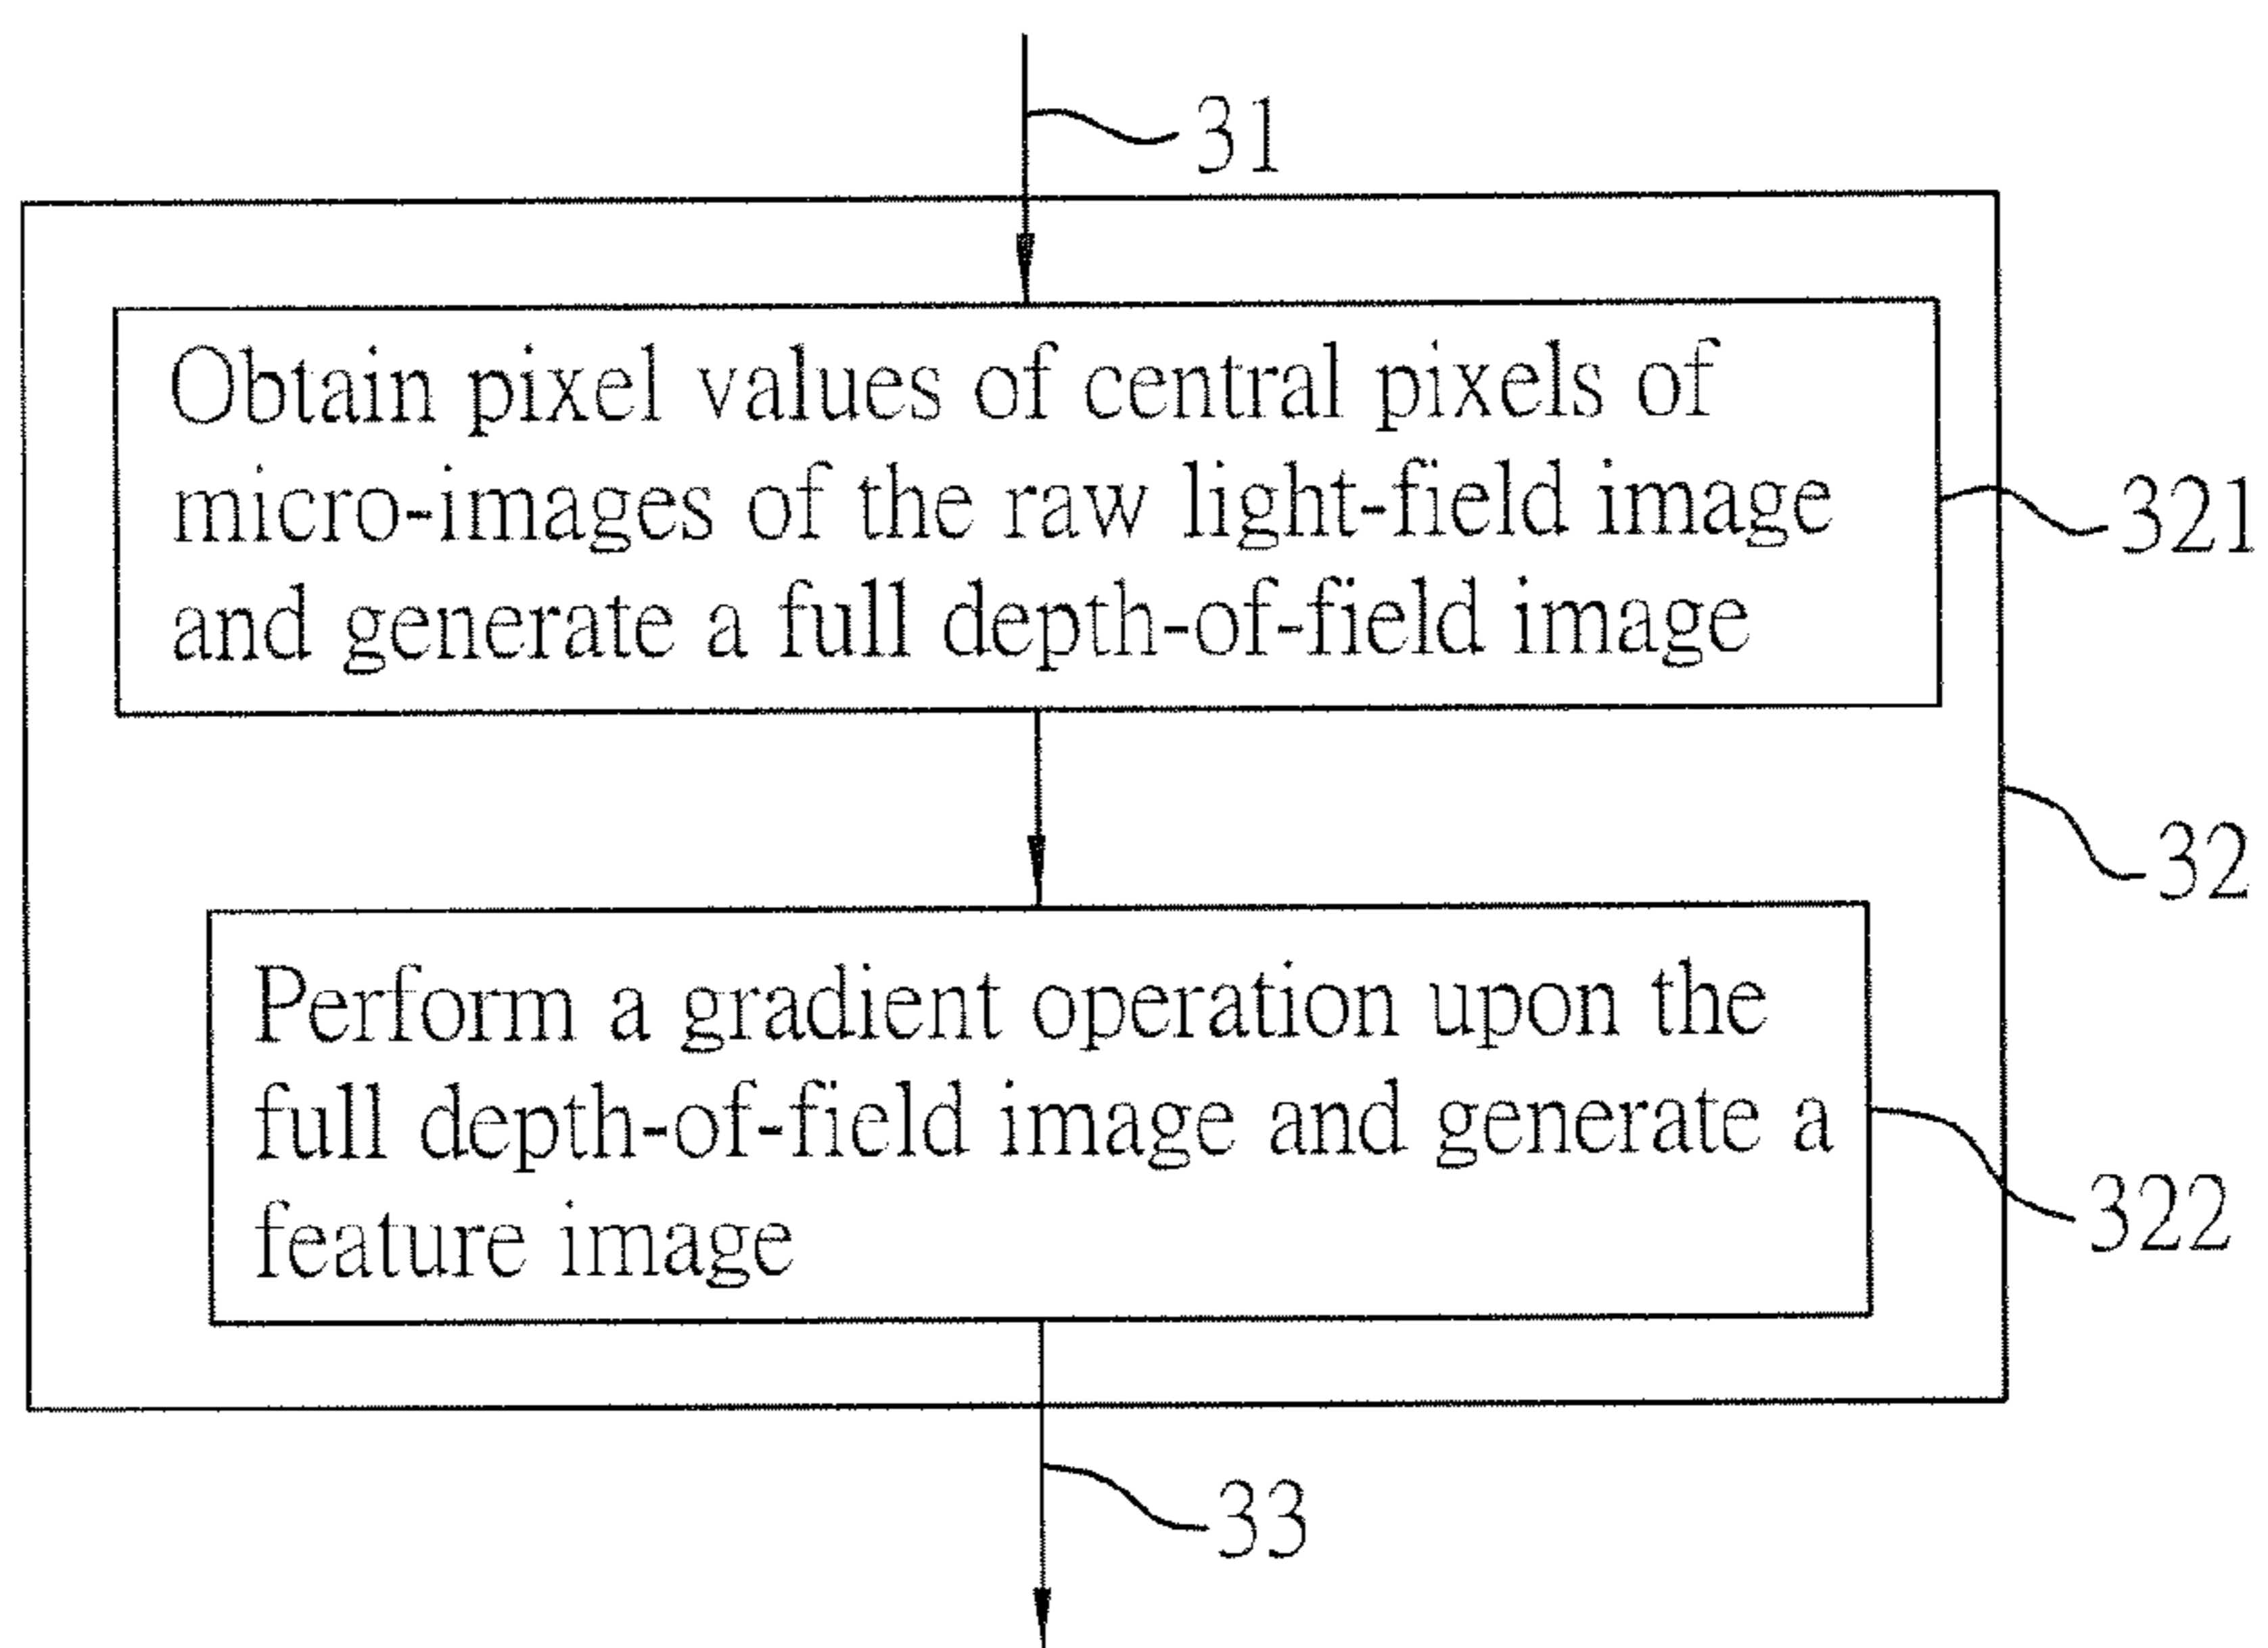 31
Obtain pixel values of central pixels of
micro-images of the raw light-field image
and generate a full depth-of-field image
321
32
Perform a gradient operation upon the
full depth-of-field image and generate a
feature image
322
33